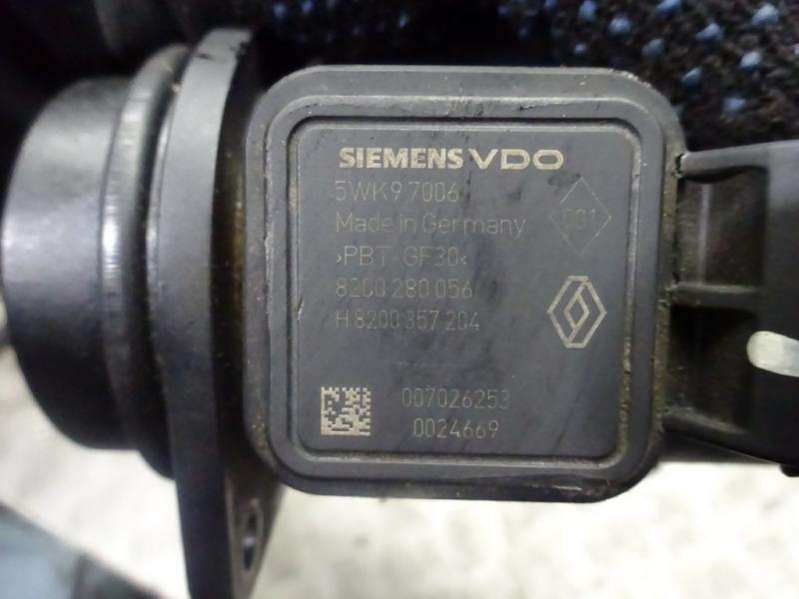 SIEMENS VDO
5WK9 7006
Made in Germany
›PBT-GF30‹
8200 280 056
H 8200 357 204
007026253
0024669